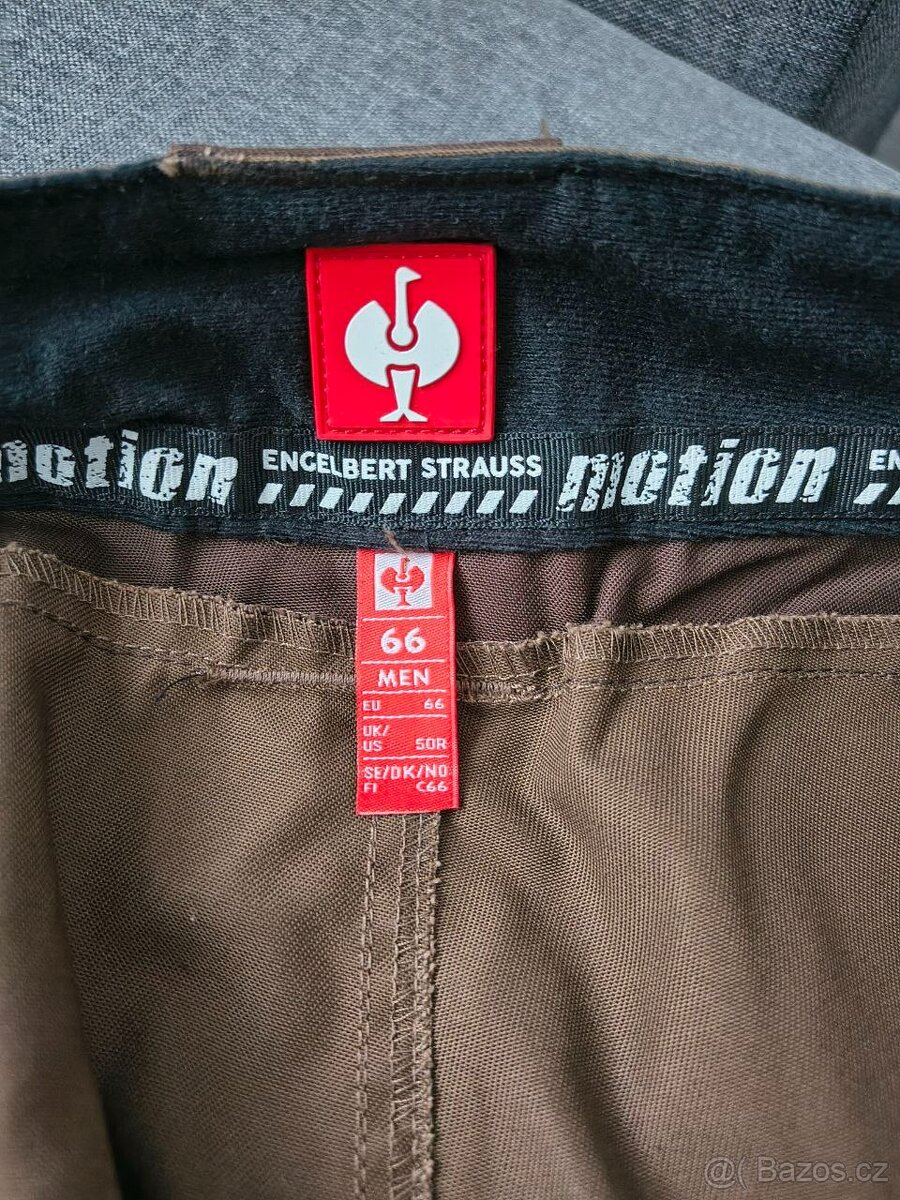 motion ENGELBERT STRAUSS motion EN
66
MEN
EU 66
UK/
US 50R
SE/DK/NO
FI C66
@( Bazos.cz